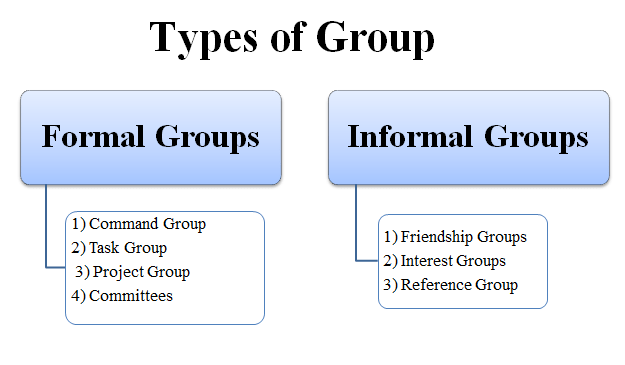 Types of Group
Formal Groups
1) Command Group
2) Task Group
3) Project Group
4) Committees
Informal Groups
1) Friendship Groups
2) Interest Groups
3) Reference Group